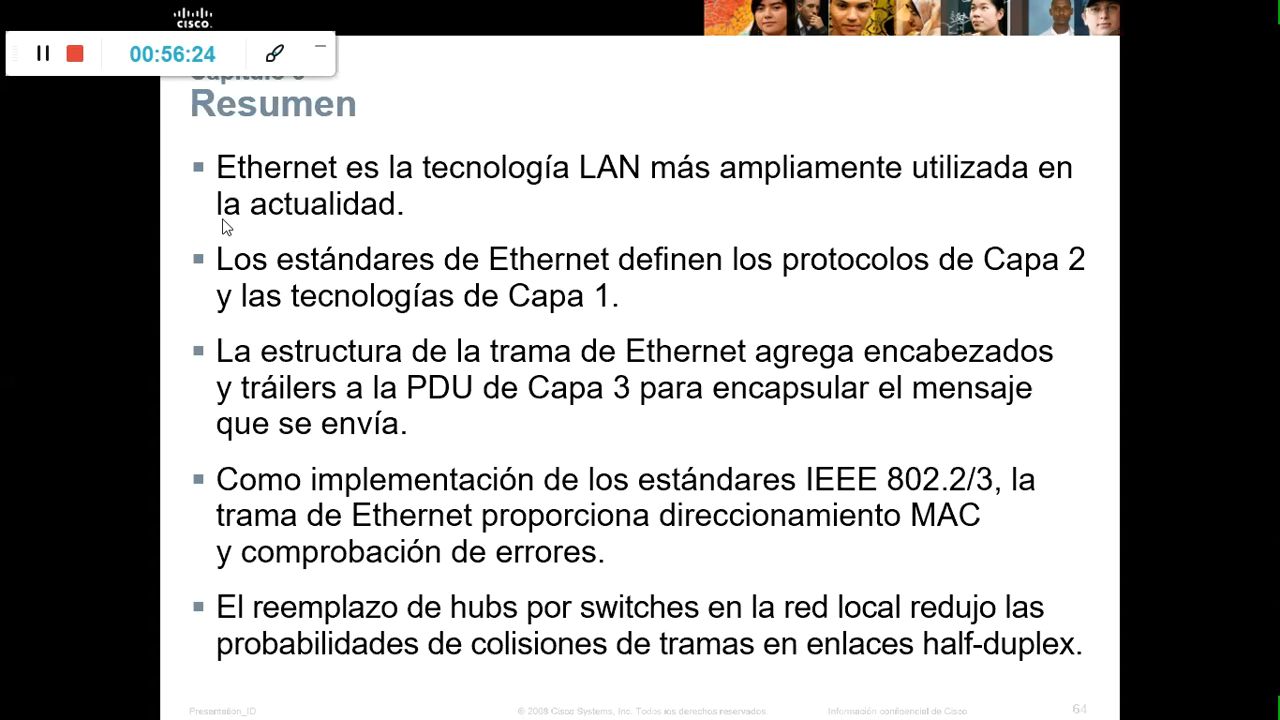 CISCO.
00:56:24
Resumen
▪ Ethernet es la tecnología LAN más ampliamente utilizada en
la actualidad.
▪ Los estándares de Ethernet definen los protocolos de Capa 2
y las tecnologías de Capa 1.
▪ La estructura de la trama de Ethernet agrega encabezados
y tráilers a la PDU de Capa 3 para encapsular el mensaje
que se envía.
▪ Como implementación de los estándares IEEE 802.2/3, la
trama de Ethernet proporciona direccionamiento MAC
y comprobación de errores.
▪ El reemplazo de hubs por switches en la red local redujo las
probabilidades de colisiones de tramas en enlaces half-duplex.
Presentation_ID
© 2008 Cisco Systems, Inc. Todos los derechos reservados.
Información confidencial de Cisco
64